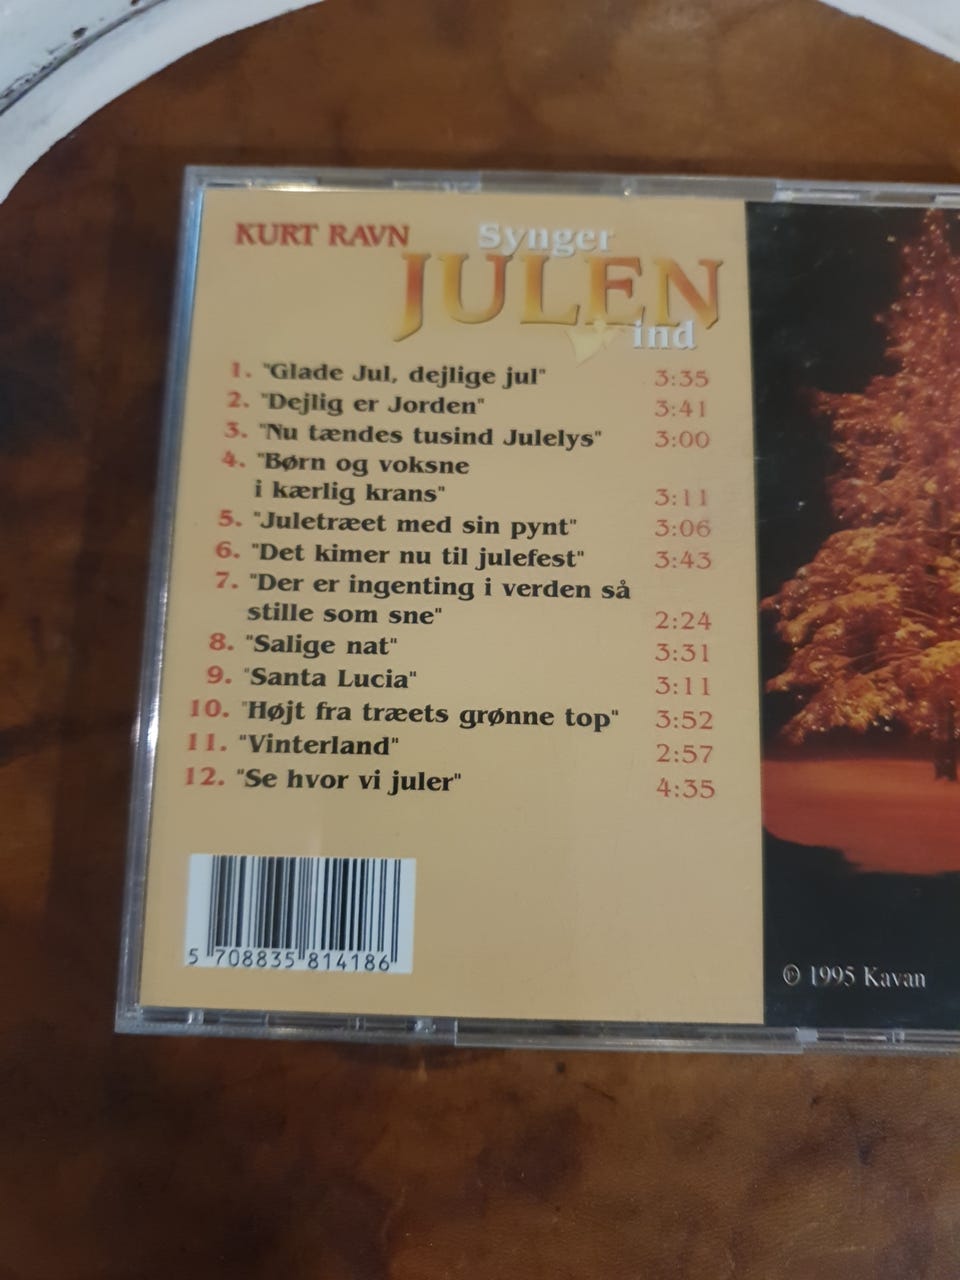 KURT RAVN Synger
JULEN
ind
1. "Glade Jul, dejlige jul" 3:35
2. "Dejlig er Jorden" 3:41
3. "Nu tændes tusind Julelys" 3:00
4. "Børn og voksne
i kærlig krans" 3:11
5. "Juletræet med sin pynt" 3:06
6. "Det kimer nu til julefest" 3:43
7. "Der er ingenting i verden så
stille som sne" 2:24
8. "Salige nat" 3:31
9. "Santa Lucia" 3:11
10. "Højt fra træets grønne top" 3:52
11. "Vinterland" 2:57
12. "Se hvor vi juler" 4:35
5 708835 814186
℗ 1995 Kavan